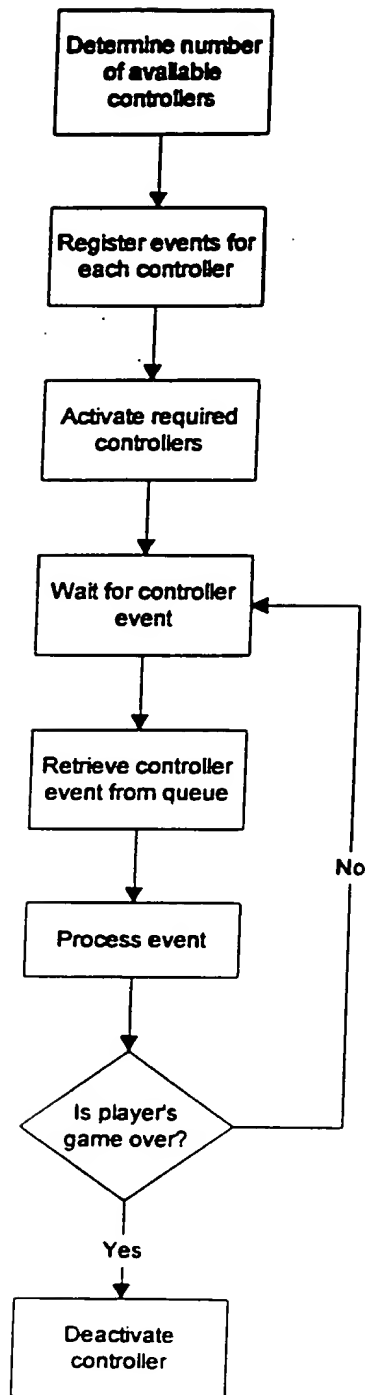 Determine number
of available
controllers
Register events for
each controller
Activate required
controllers
Wait for controller
event
Retrieve controller
event from queue
No
Process event
Is player's
game over?
Yes
Deactivate
controller